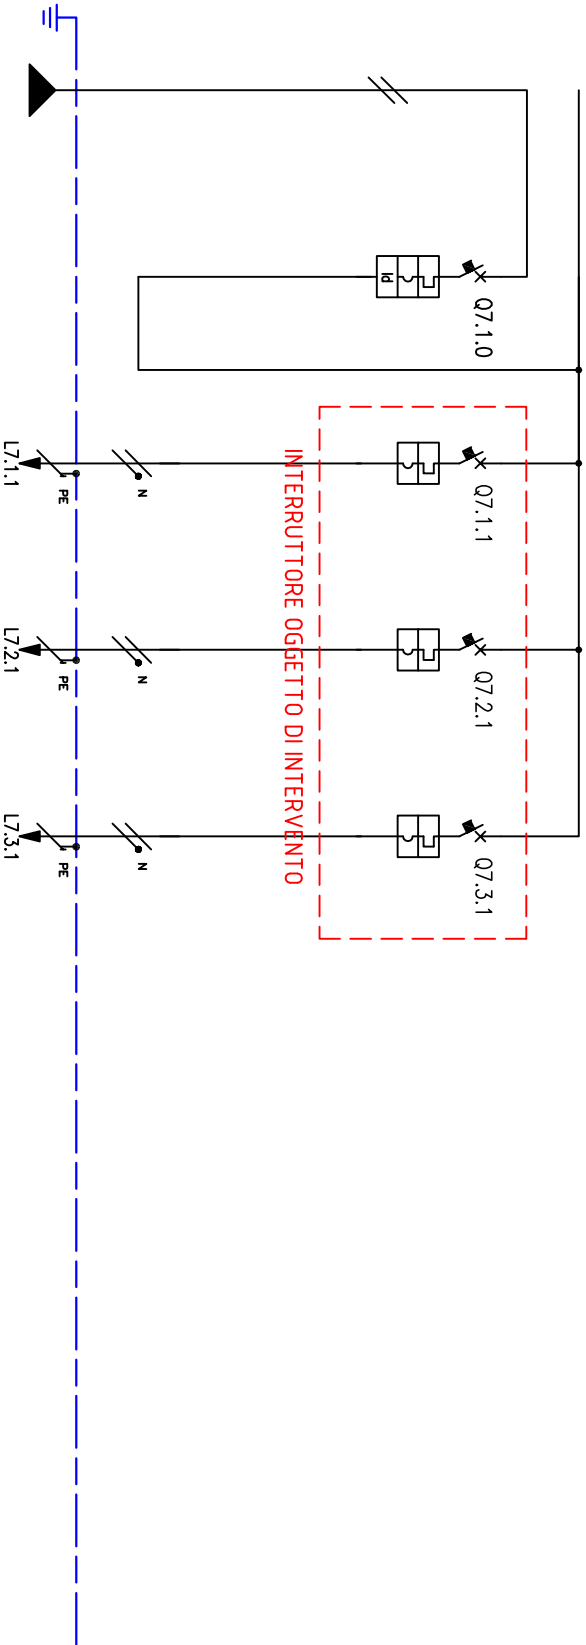 Q7.1.0
Id
Q7.1.1
Q7.2.1
Q7.3.1
INTERRUTTORE OGGETTO DI INTERVENTO
N
N
N
PE
PE
PE
L7.1.1
L7.2.1
L7.3.1